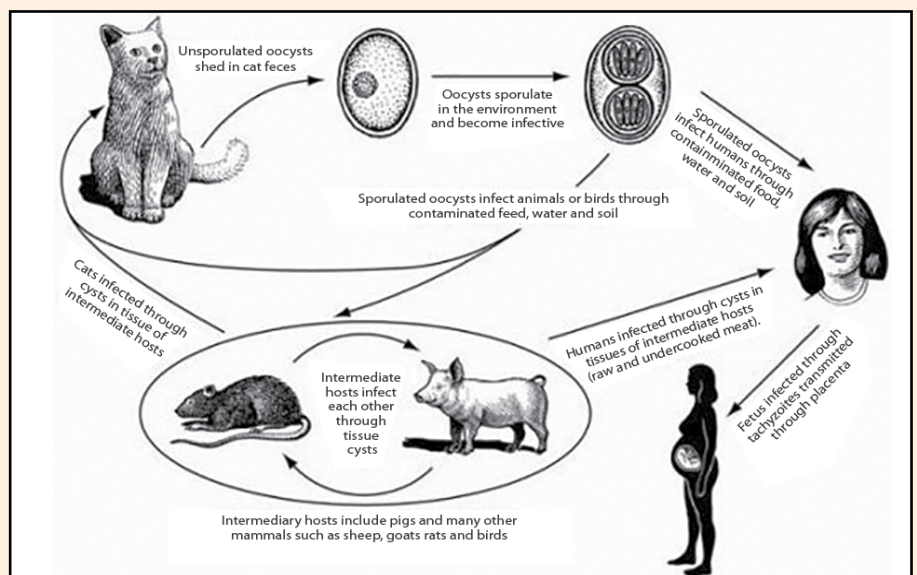 Unsporulated oocysts
shed in cat feces
Oocysts sporulate
in the environment
and become infective
Sporulated oocysts
infect humans through
containminated food,
water and soil
Sporulated oocysts infect animals or birds through
contaminated feed, water and soil
Cats infected through
cysts in tissue of
intermediate hosts
Intermediate
hosts infect
each other
through
tissue
cysts
Humans infected through cysts in
tissues of intermediate hosts
(raw and undercooked meat).
Fetus infected through
tachyzoites transmitted
through placenta
Intermediary hosts include pigs and many other
mammals such as sheep, goats rats and birds